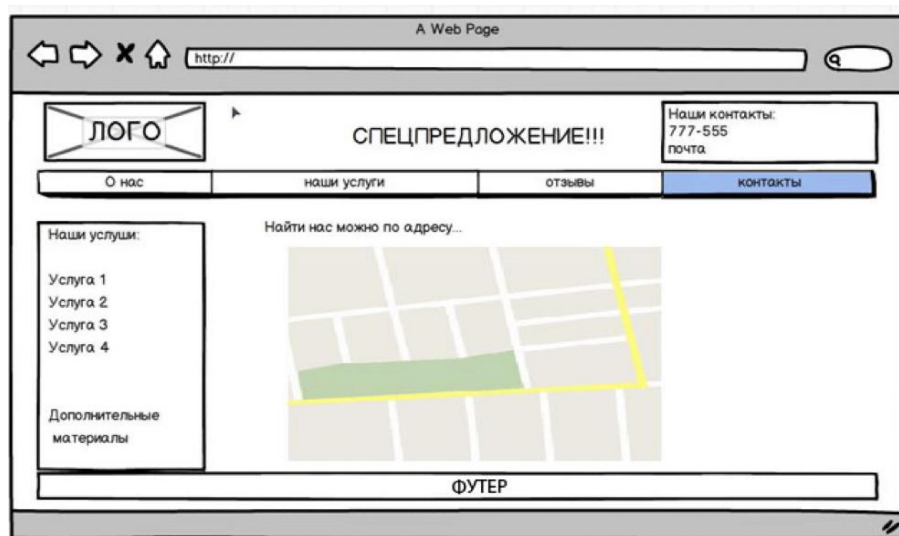 A Web Page
http://
ЛОГО
СПЕЦПРЕДЛОЖЕНИЕ!!!
Наши контакты:
777-555
почта
О нас
наши услуги
отзывы
контакты
Наши услуши:
Услуга 1
Услуга 2
Услуга 3
Услуга 4
Дополнительные
материалы
Найти нас можно по адресу...
ФУТЕР